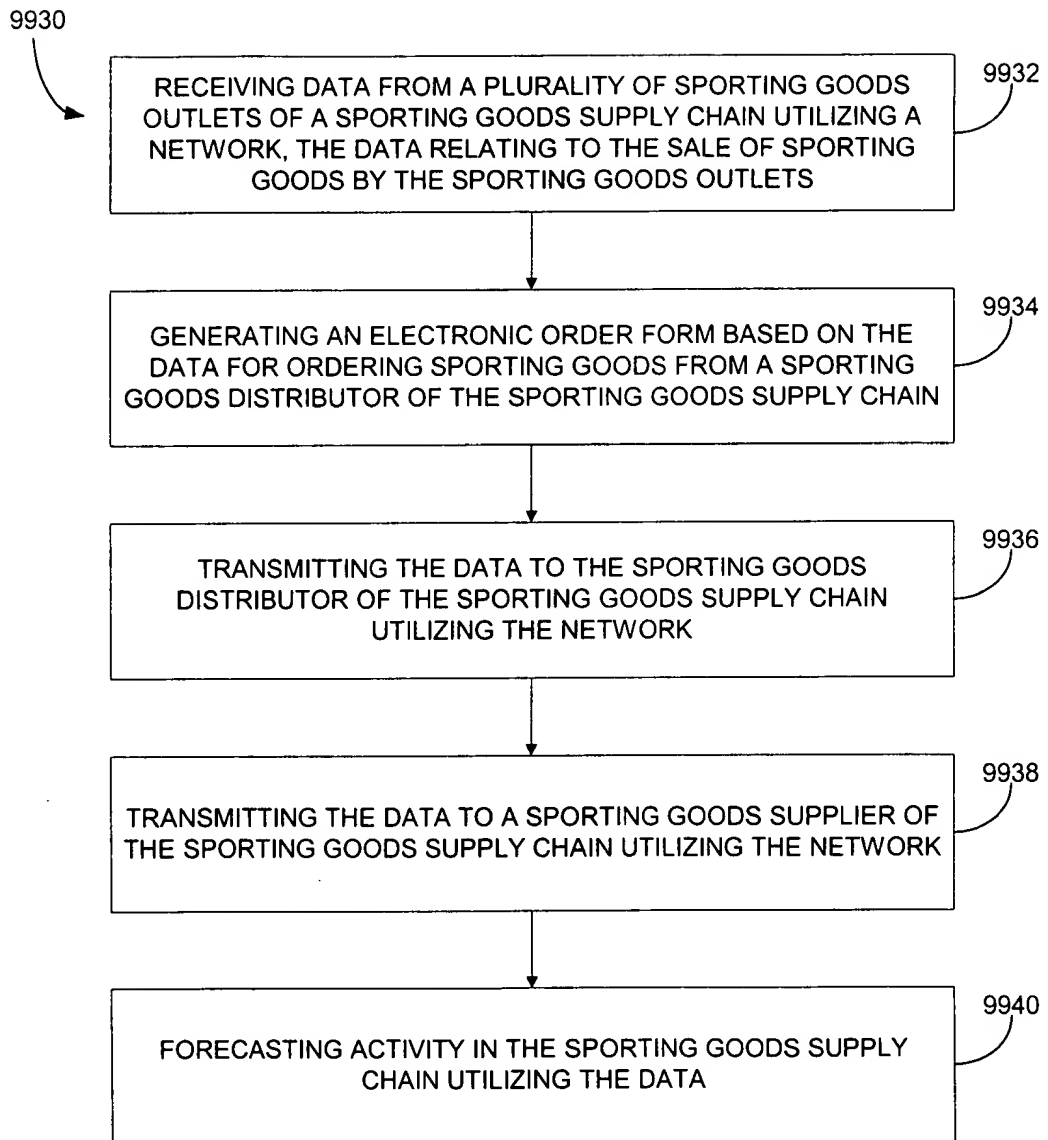 9930
9932
RECEIVING DATA FROM A PLURALITY OF SPORTING GOODS
OUTLETS OF A SPORTING GOODS SUPPLY CHAIN UTILIZING A
NETWORK, THE DATA RELATING TO THE SALE OF SPORTING
GOODS BY THE SPORTING GOODS OUTLETS
9934
GENERATING AN ELECTRONIC ORDER FORM BASED ON THE
DATA FOR ORDERING SPORTING GOODS FROM A SPORTING
GOODS DISTRIBUTOR OF THE SPORTING GOODS SUPPLY CHAIN
9936
TRANSMITTING THE DATA TO THE SPORTING GOODS
DISTRIBUTOR OF THE SPORTING GOODS SUPPLY CHAIN
UTILIZING THE NETWORK
9938
TRANSMITTING THE DATA TO A SPORTING GOODS SUPPLIER OF
THE SPORTING GOODS SUPPLY CHAIN UTILIZING THE NETWORK
9940
FORECASTING ACTIVITY IN THE SPORTING GOODS SUPPLY
CHAIN UTILIZING THE DATA